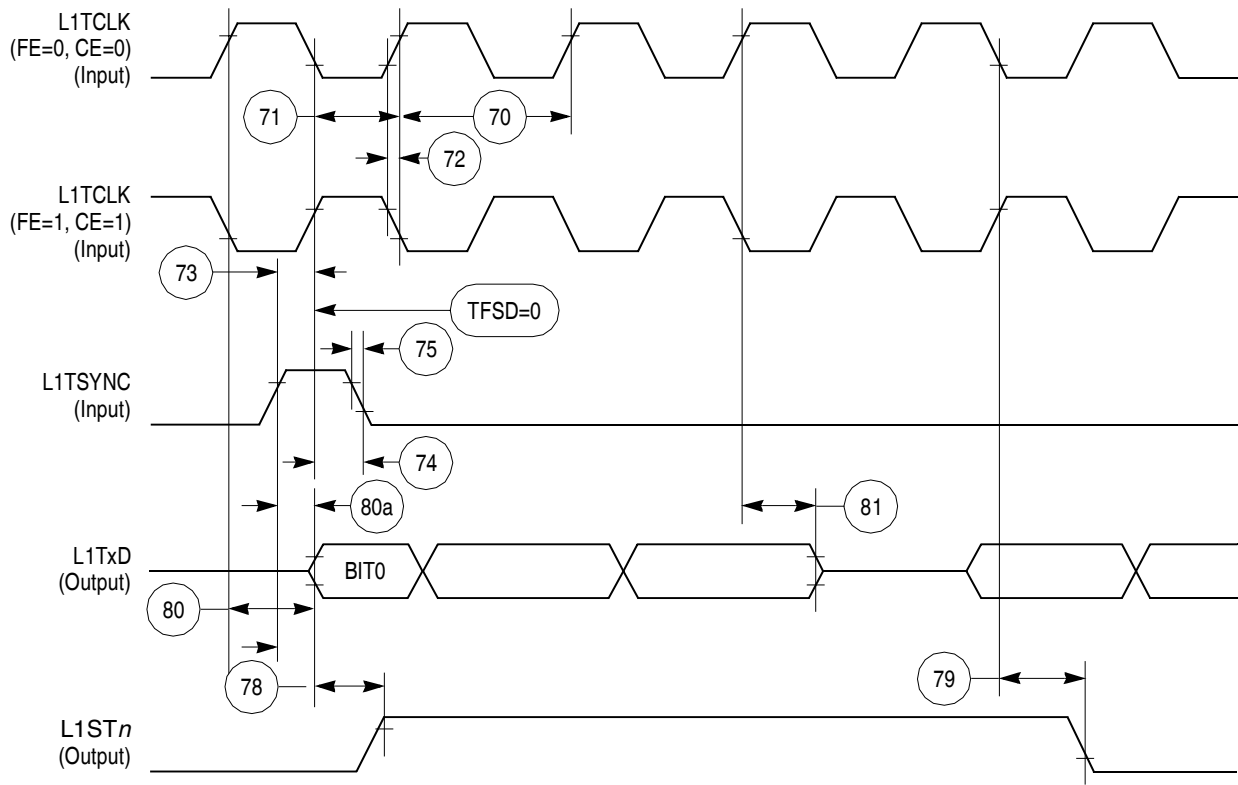 L1TCLK
(FE=0, CE=0)
(Input)
71
70
72
L1TCLK
(FE=1, CE=1)
(Input)
73
TFSD=0
75
L1TSYNC
(Input)
74
80a
81
L1TxD
(Output)
BIT0
80
78
79
L1STn
(Output)